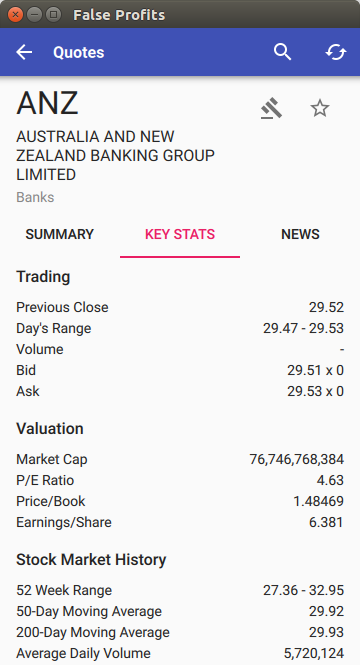 False Profits
Quotes
ANZ
AUSTRALIA AND NEW
ZEALAND BANKING GROUP
LIMITED
Banks
SUMMARY KEY STATS NEWS
Trading
Previous Close 29.52
Day's Range 29.47 - 29.53
Volume -
Bid 29.51 x 0
Ask 29.53 x 0
Valuation
Market Cap 76,746,768,384
P/E Ratio 4.63
Price/Book 1.48469
Earnings/Share 6.381
Stock Market History
52 Week Range 27.36 - 32.95
50-Day Moving Average 29.92
200-Day Moving Average 29.93
Average Daily Volume 5,720,124